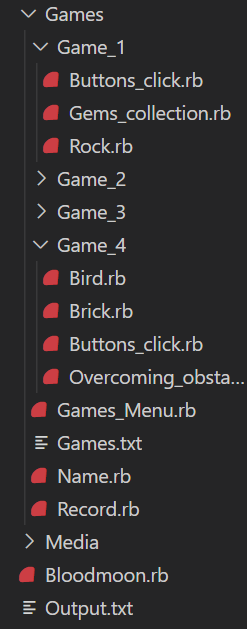 Games
Game_1
Buttons_click.rb
Gems_collection.rb
Rock.rb
Game_2
Game_3
Game_4
Bird.rb
Brick.rb
Buttons_click.rb
Overcoming_obsta...
Games_Menu.rb
Games.txt
Name.rb
Record.rb
Media
Bloodmoon.rb
Output.txt